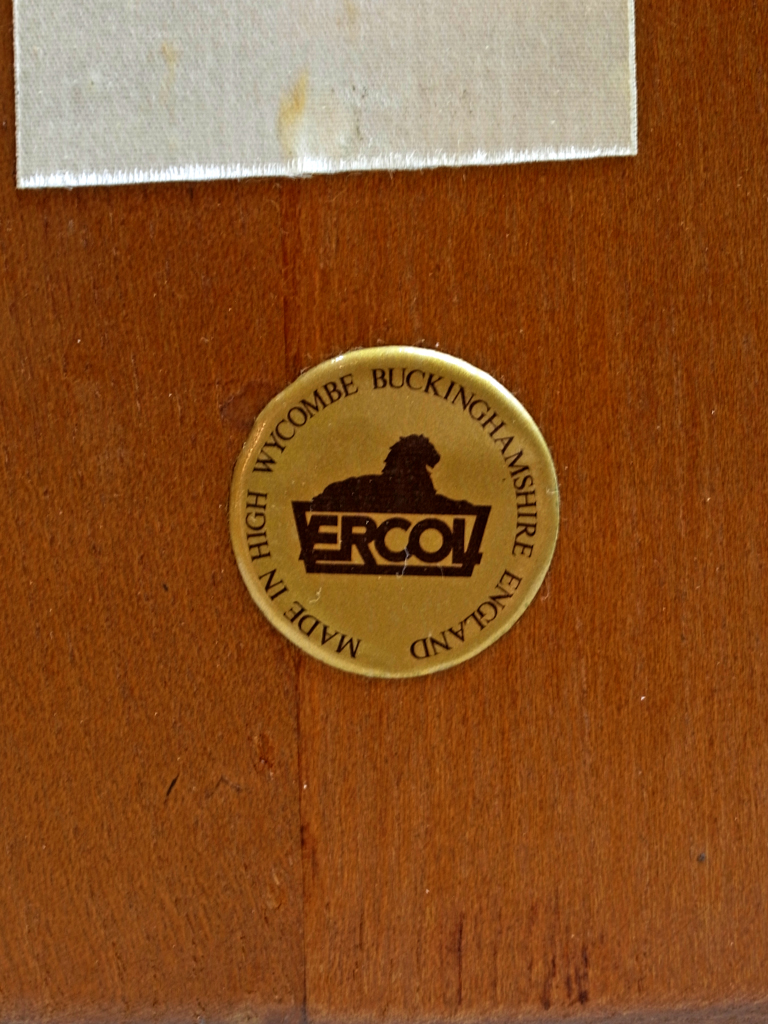 MADE IN HIGH WYCOMBE BUCKINGHAMSHIRE ENGLAND
ERCOL